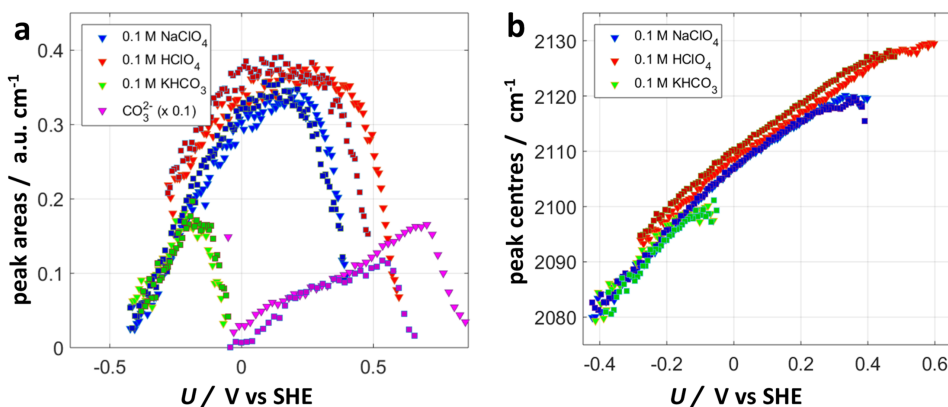 a
0.1 M NaClO₄
0.1 M HClO₄
0.1 M KHCO₃
CO₃²⁻ (x 0.1)
0.4
0.3
0.2
0.1
0
peak areas / a.u. cm⁻¹
-0.5
0
0.5
U / V vs SHE
b
0.1 M NaClO₄
0.1 M HClO₄
0.1 M KHCO₃
2130
2120
2110
2100
2090
2080
peak centres / cm⁻¹
-0.4
-0.2
0
0.2
0.4
0.6
U / V vs SHE